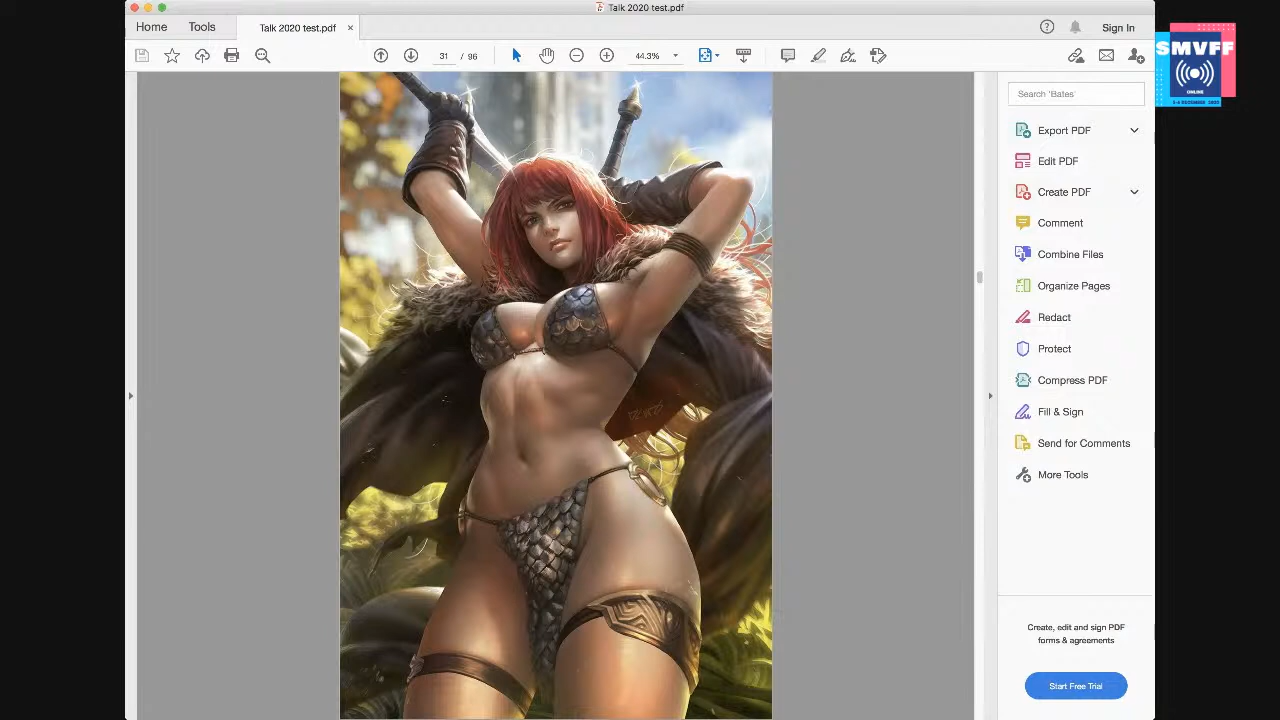 Talk 2020 test.pdf
Home
Tools
Talk 2020 test.pdf
Sign In
31 / 96
44.3%
SMVFF
ONLINE
Search 'Bates'
Export PDF
Edit PDF
Create PDF
Comment
Combine Files
Organize Pages
Redact
Protect
Compress PDF
Fill & Sign
Send for Comments
More Tools
Create, edit and sign PDF
forms & agreements
Start Free Trial